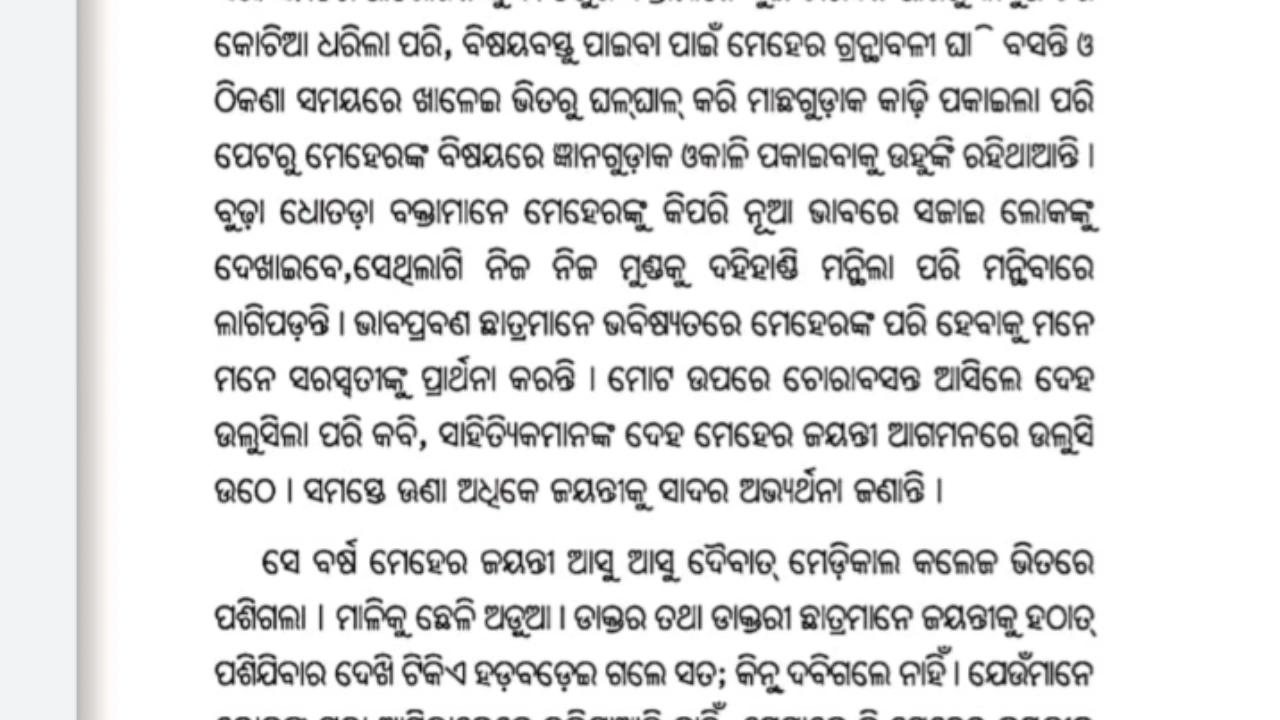 କୋଚିଆ ଧରିଲା ପରି, ବିଷୟବସ୍ତୁ ପାଇବା ପାଇଁ ମେହେର ଗ୍ରନ୍ଥାବଳୀ ଘାିବସନ୍ତି ଓ
ଠିକଣା ସମୟରେ ଖାଲେଇ ଭିତରୁ ଘଲ୍‌ଘାଲ୍ କରି ମାଛଗୁଡ଼ାକ କାଢ଼ି ପକାଇଲା ପରି
ପେଟରୁ ମେହେରଙ୍କ ବିଷୟରେ ଜ୍ଞାନଗୁଡ଼ାକ ଓକାଳି ପକାଇବାକୁ ଉହୁଙ୍କି ରହିଥାଆନ୍ତି ।
ବୁଢ଼ା ଧୋତଡ଼ା ବକ୍ତାମାନେ ମେହେରଙ୍କୁ କିପରି ନୂଆ ଭାବରେ ସଜାଇ ଲୋକଙ୍କୁ
ଦେଖାଇବେ,ସେଥିଲାଗି ନିଜ ନିଜ ମୁଣ୍ଡକୁ ଦହିହାଣ୍ଡି ମନ୍ଥିଲା ପରି ମନ୍ଥିବାରେ
ଲାଗିପଡ଼ନ୍ତି । ଭାବପ୍ରବଣ ଛାତ୍ରମାନେ ଭବିଷ୍ୟତରେ ମେହେରଙ୍କ ପରି ହେବାକୁ ମନେ
ମନେ ସରସ୍ୱତୀଙ୍କୁ ପ୍ରାର୍ଥନା କରନ୍ତି । ମୋଟ ଉପରେ ଚୋରାବସନ୍ତ ଆସିଲେ ଦେହ
ଉଲୁସିଲା ପରି କବି, ସାହିତ୍ୟିକମାନଙ୍କ ଦେହ ମେହେର ଜୟନ୍ତୀ ଆଗମନରେ ଉଲୁସି
ଉଠେ । ସମସ୍ତେ ଊଣା ଅଧିକେ ଜୟନ୍ତୀକୁ ସାଦର ଅଭ୍ୟର୍ଥନା ଜଣାନ୍ତି ।
ସେ ବର୍ଷ ମେହେର ଜୟନ୍ତୀ ଆସୁ ଆସୁ ଦୈବାତ୍ ମେଡ଼ିକାଲ କଲେଜ ଭିତରେ
ପଶିଗଲା । ମାଳିକୁ ଛେଳି ଅଡୁଆ । ଡାକ୍ତର ତଥା ଡାକ୍ତରୀ ଛାତ୍ରମାନେ ଜୟନ୍ତୀକୁ ହଠାତ୍
ପଶିଯିବାର ଦେଖି ଟିକିଏ ହଡ଼ବଡ଼େଇ ଗଲେ ସତ; କିନ୍ତୁ ଦବିଗଲେ ନାହିଁ । ଯେଉଁମାନେ